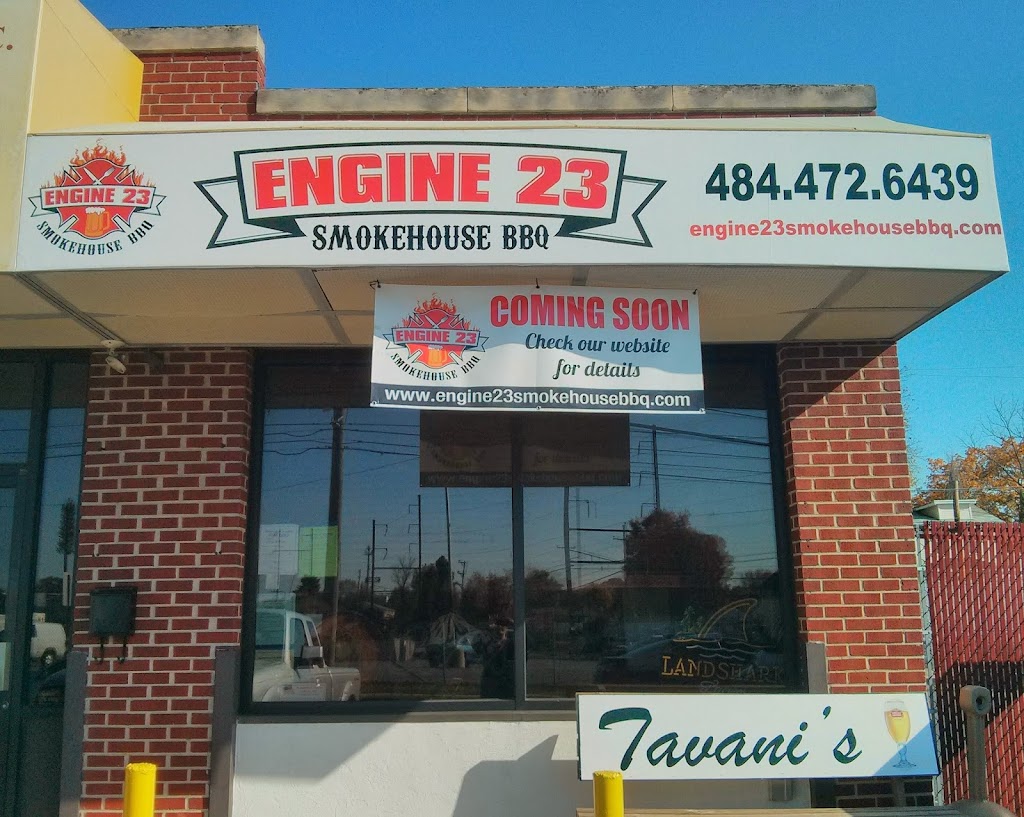 ENGINE 23
SMOKEHOUSE BBQ
ENGINE 23
SMOKEHOUSE BBQ
484.472.6439
engine23smokehousebbq.com
ENGINE 23
SMOKEHOUSE BBQ
COMING SOON
Check our website
for details
www.engine23smokehousebbq.com
LANDSHARK
Tavani's